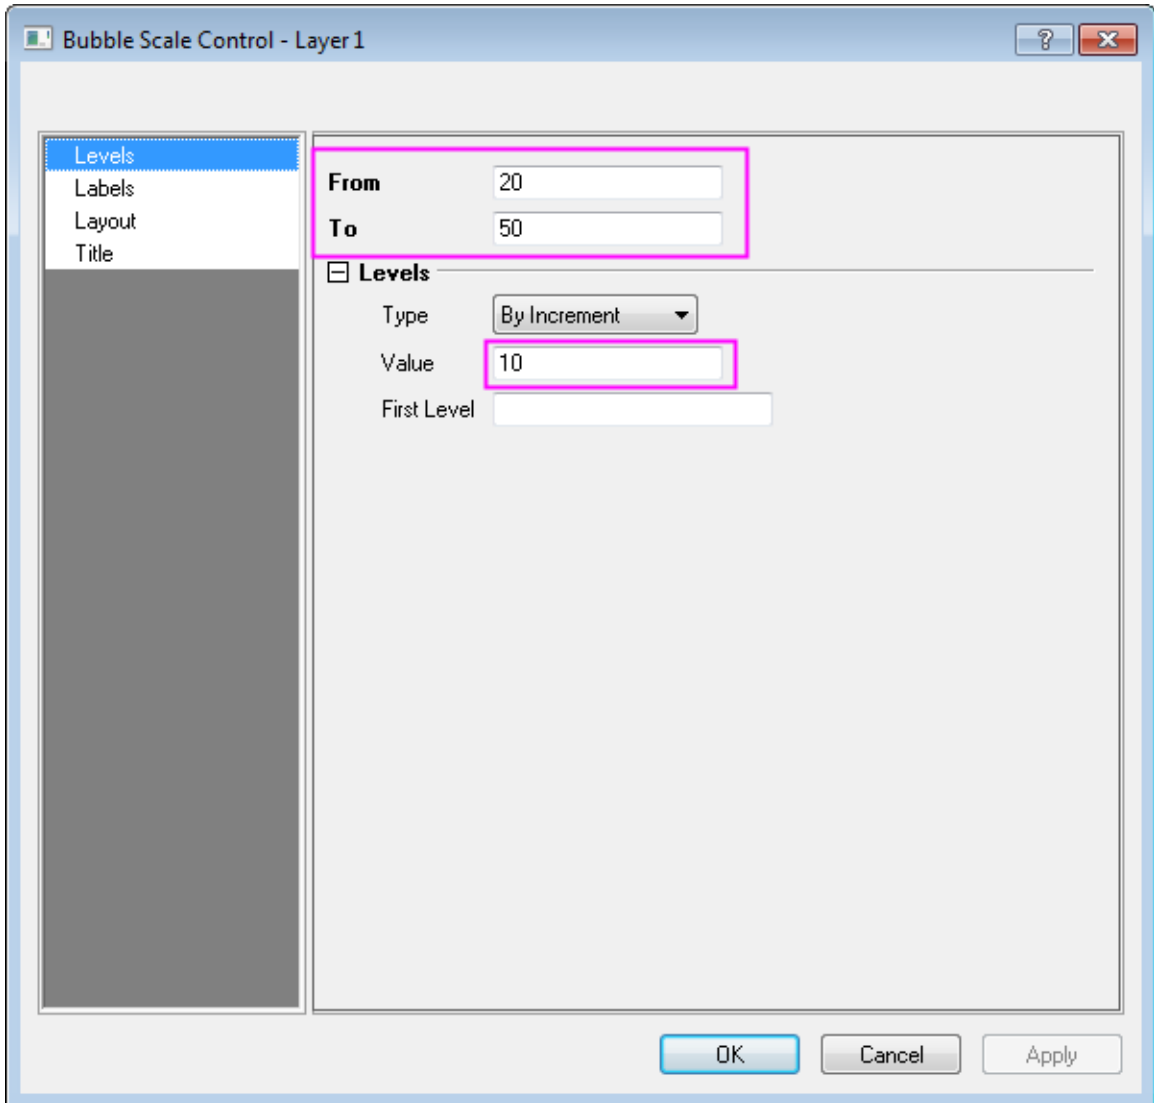 Bubble Scale Control - Layer 1
?
Levels
Labels
Layout
Title
From 20
To 50
Levels
Type By Increment
Value 10
First Level
OK Cancel Apply